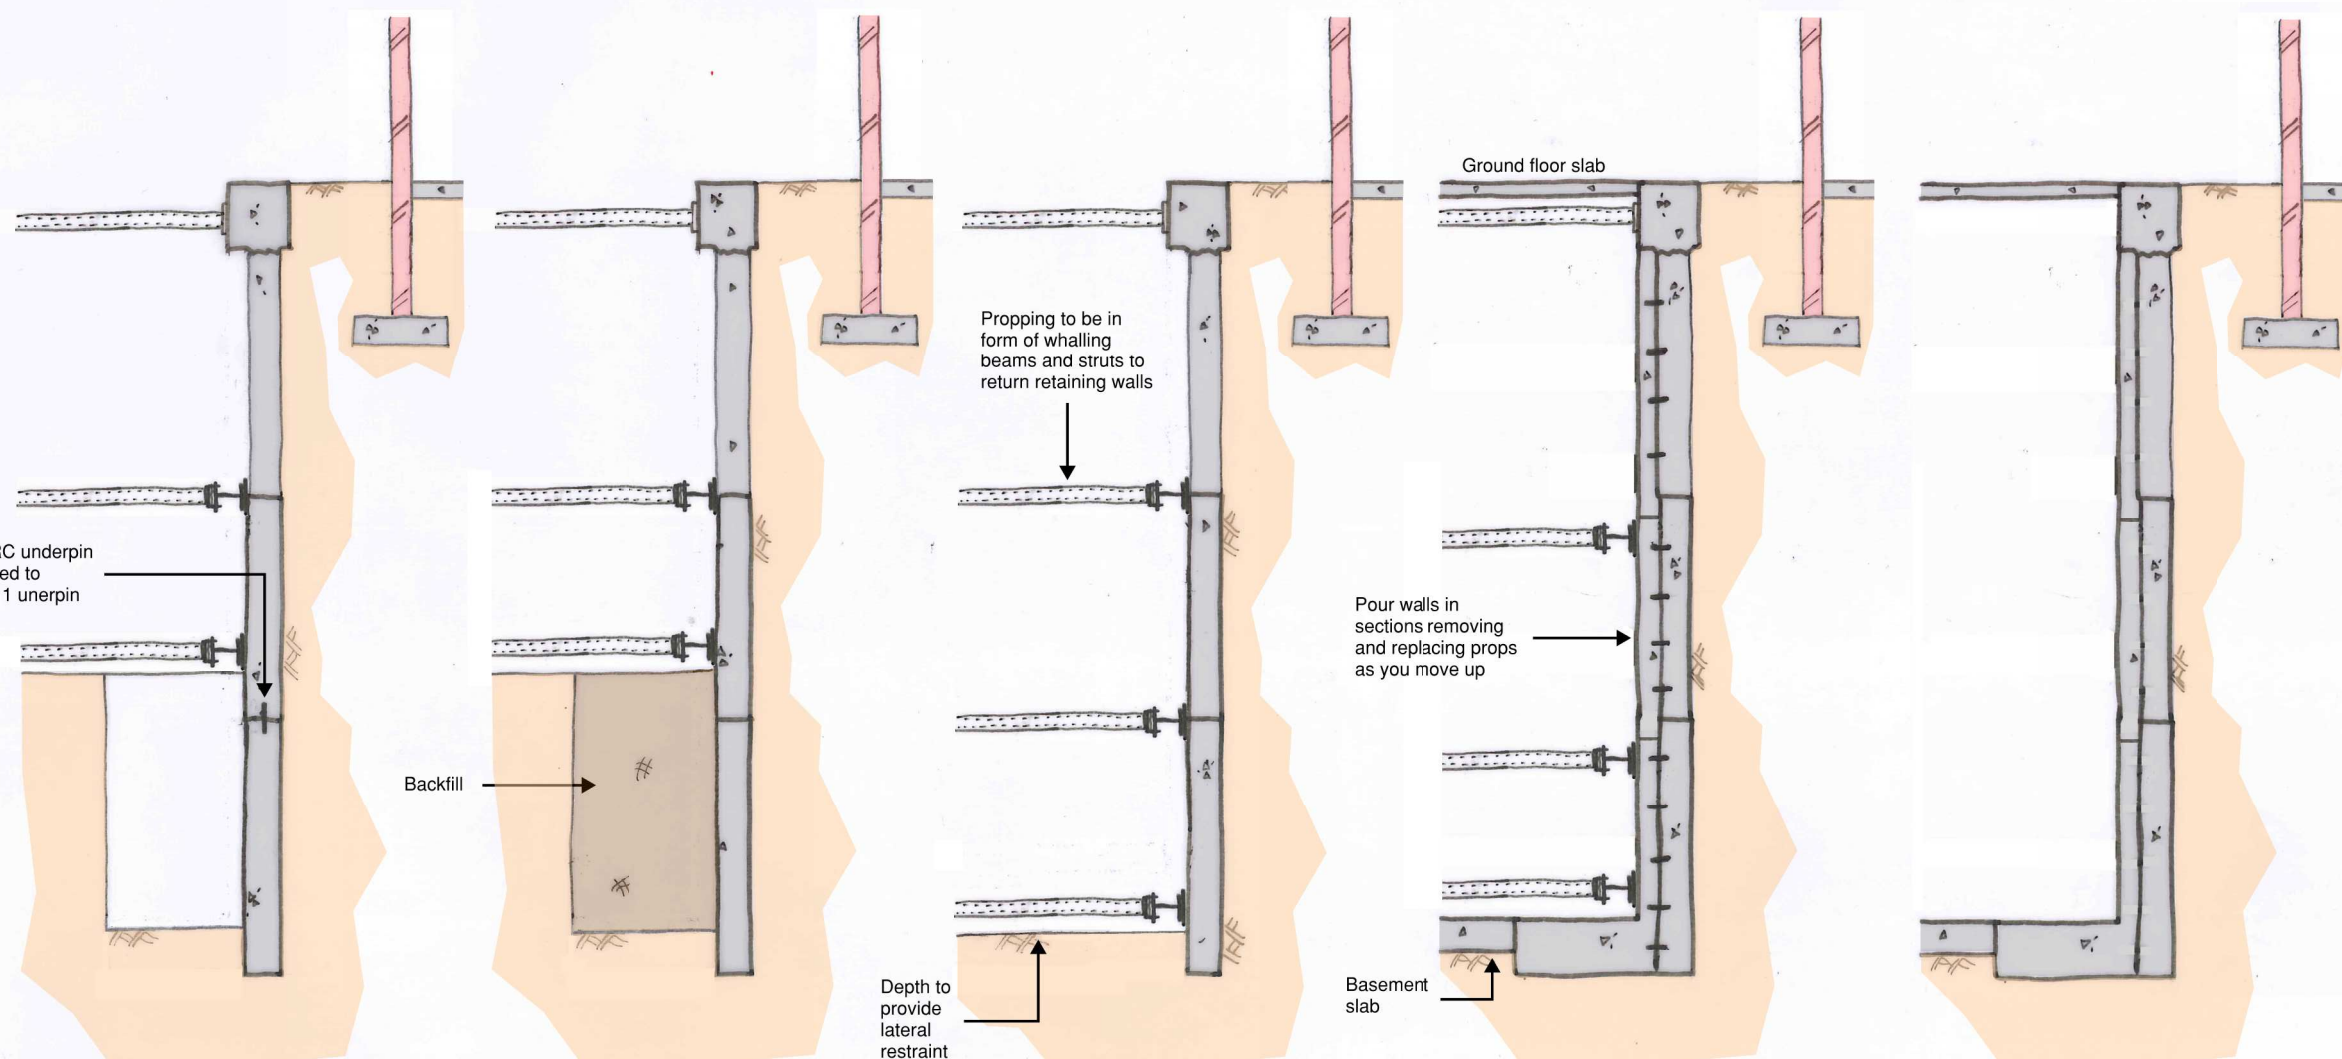 Ground floor slab
Propping to be in
form of whalling
beams and struts to
return retaining walls
RC underpin
ed to
1 unerpin
Pour walls in
sections removing
and replacing props
as you move up
Backfill
Depth to
provide
lateral
restraint
Basement
slab